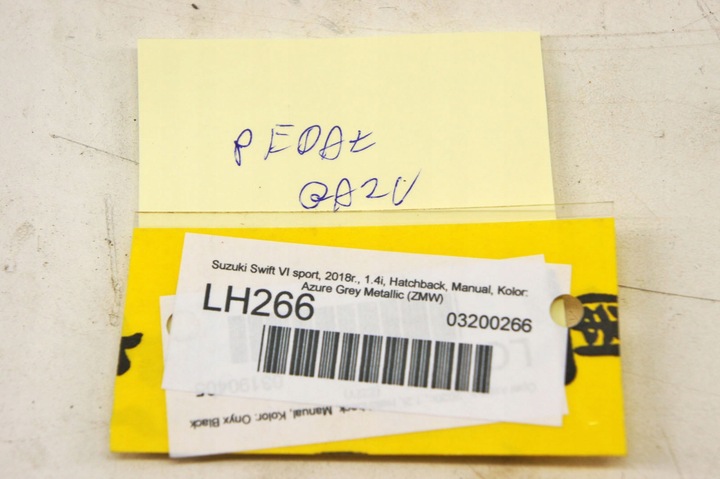 PEDAŁ
GAZU
Suzuki Swift VI sport, 2018r., 1.4i, Hatchback, Manual, Kolor:
Azure Grey Metallic (ZMW)
LH266
03200266
03190405
Manual, Kolor: Onyx Black